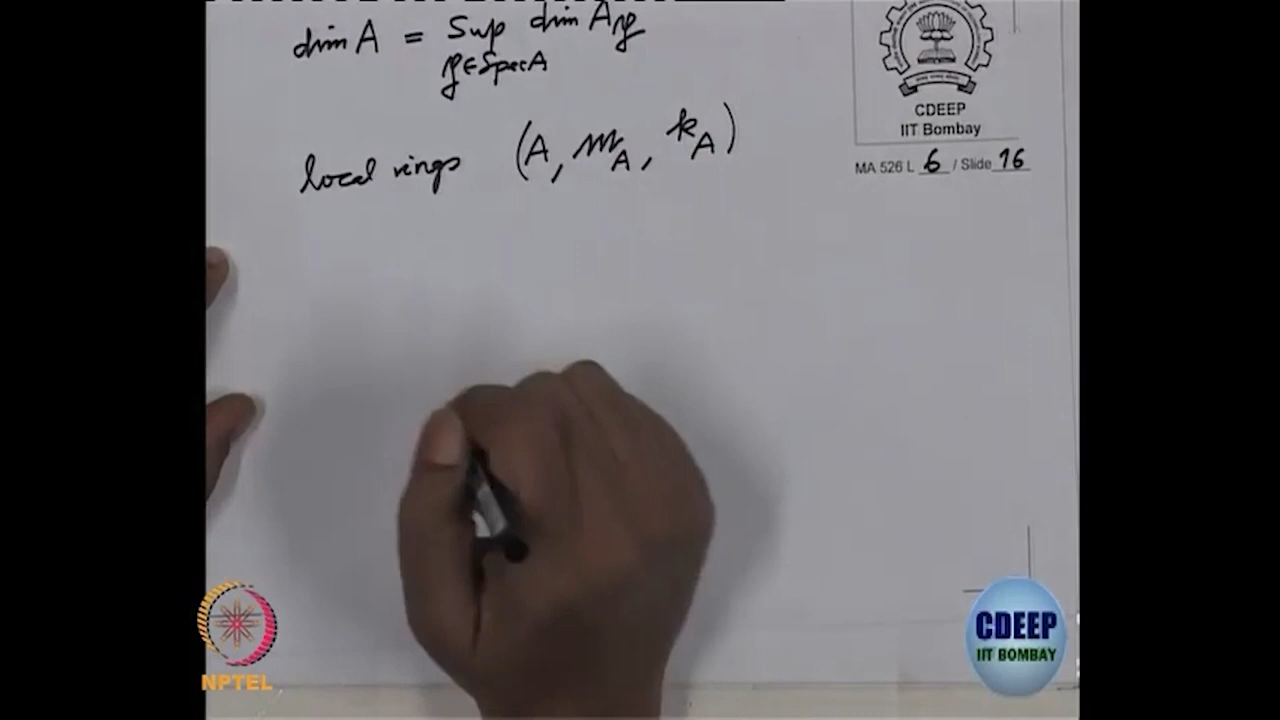 dim A = Sup dim A𝔭
𝔭∈Spec A
local rings (A, 𝔪_A, k_A)
CDEEP
IIT Bombay
MA 526 L 6 / Slide 16
CDEEP
IIT BOMBAY
NPTEL